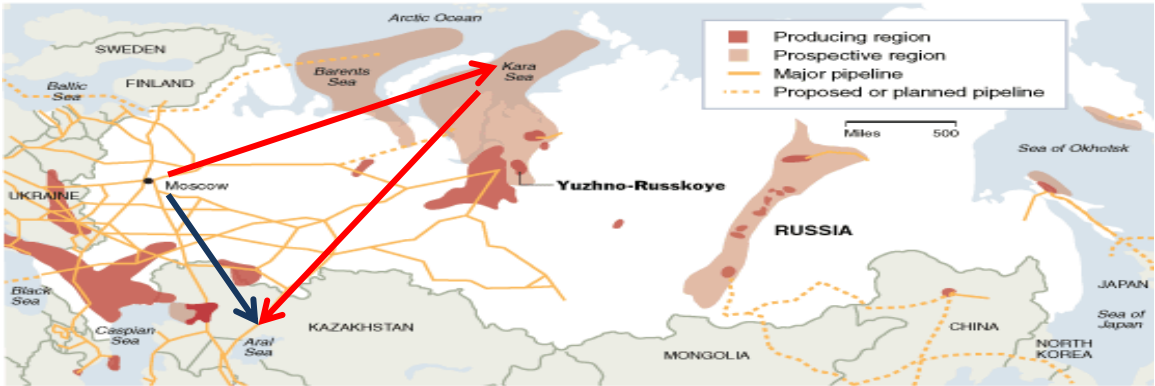 Arctic Ocean
SWEDEN
FINLAND
Baltic
Sea
Barents
Sea
Kara
Sea
Producing region
Prospective region
Major pipeline
Proposed or planned pipeline
Miles 500
Sea of Okhotsk
Moscow
UKRAINE
Yuzhno-Russkoye
RUSSIA
Black
Sea
Caspian
Sea
Aral
Sea
KAZAKHSTAN
MONGOLIA
CHINA
JAPAN
Sea of
Japan
NORTH
KOREA